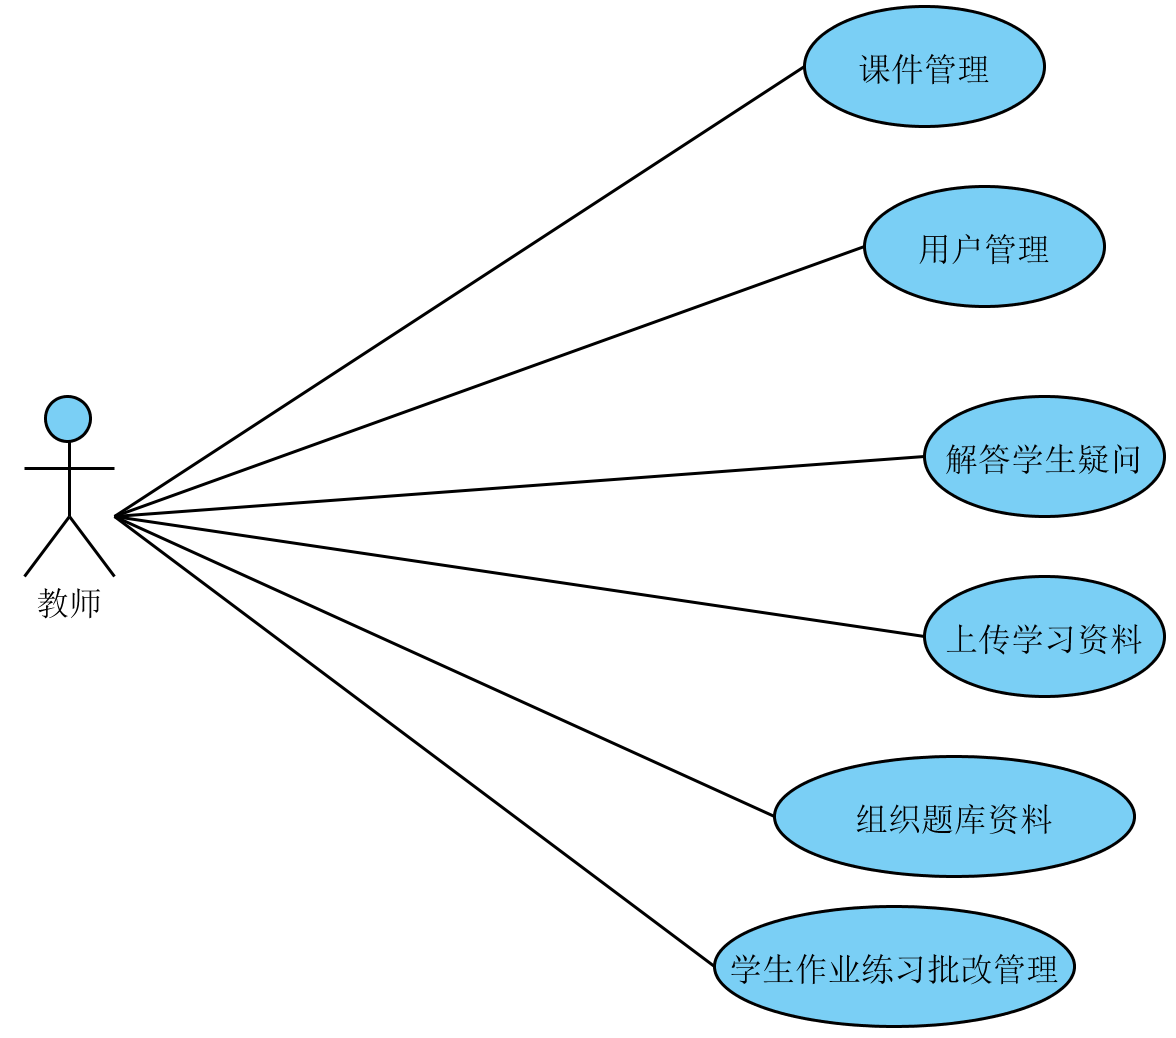 课件管理
用户管理
解答学生疑问
教师
上传学习资料
组织题库资料
学生作业练习批改管理